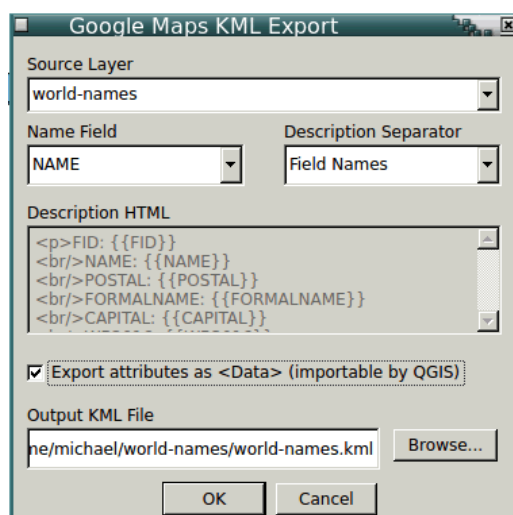 Google Maps KML Export
Source Layer
world-names
Name Field
Description Separator
NAME
Field Names
Description HTML
<p>FID: {{FID}}
<br/>NAME: {{NAME}}
<br/>POSTAL: {{POSTAL}}
<br/>FORMALNAME: {{FORMALNAME}}
<br/>CAPITAL: {{CAPITAL}}
Export attributes as <Data> (importable by QGIS)
Output KML File
ne/michael/world-names/world-names.kml
Browse...
OK
Cancel